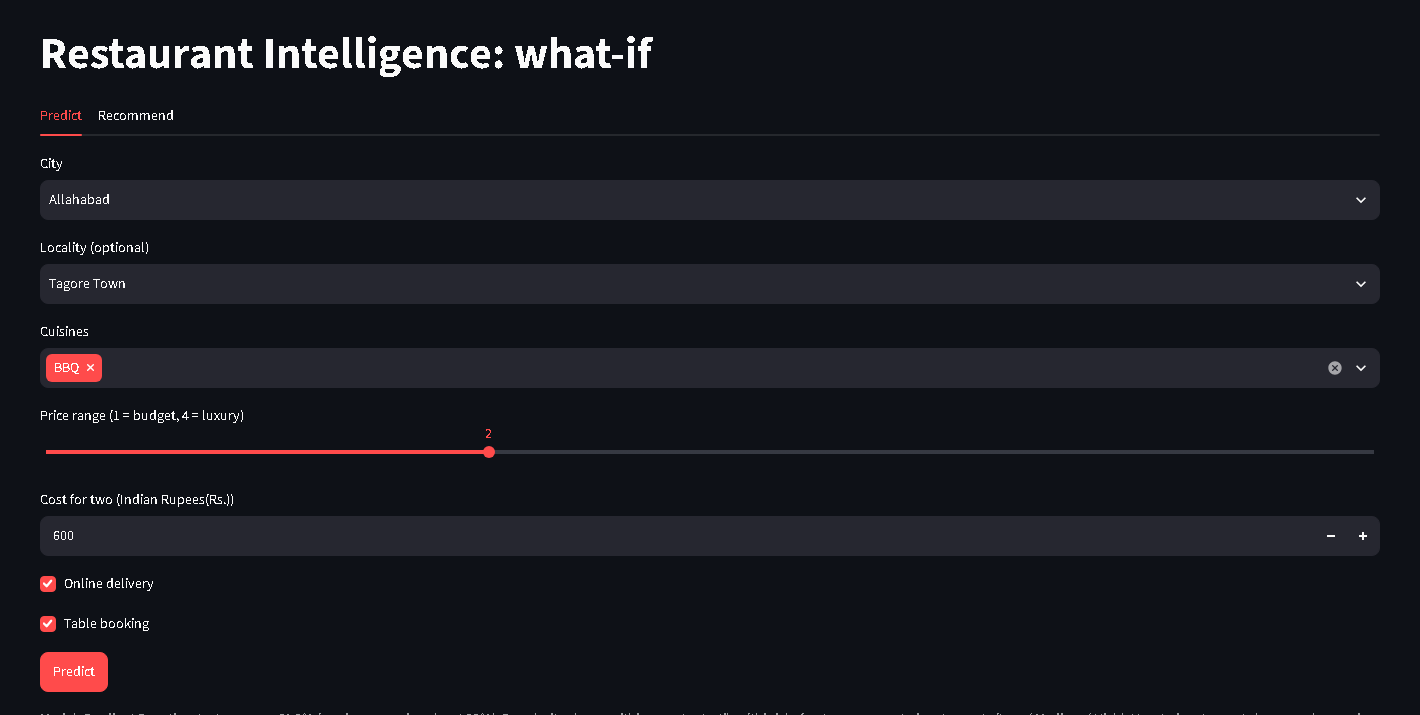 Restaurant Intelligence: what-if
Predict Recommend
City
Allahabad
Locality (optional)
Tagore Town
Cuisines
BBQ ×
Price range (1 = budget, 4 = luxury)
2
Cost for two (Indian Rupees(Rs.))
600
Online delivery
Table booking
Predict